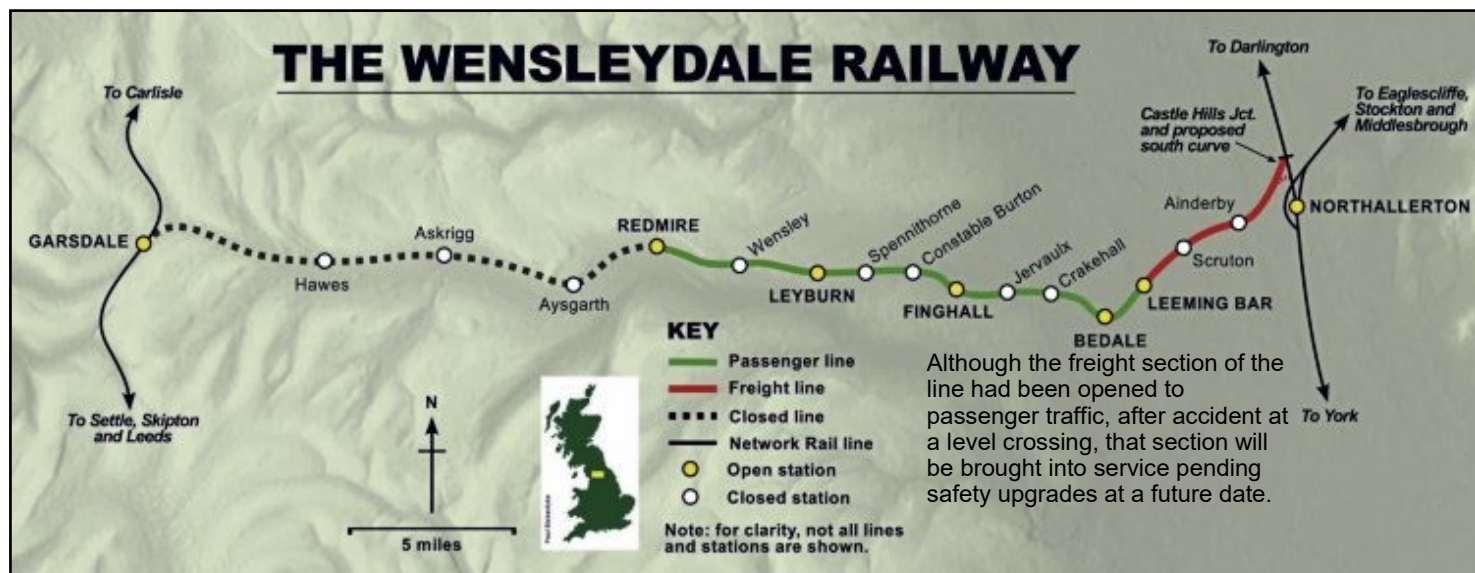 THE WENSLEYDALE RAILWAY
To Carlisle
GARSDALE
To Settle, Skipton
and Leeds
Hawes
Askrigg
Aysgarth
REDMIRE
Wensley
LEYBURN
Spennithorne
Constable Burton
FINGHALL
Jervaulx
Crakehall
BEDALE
LEEMING BAR
Scruton
Ainderby
Castle Hills Jct.
and proposed
south curve
To Darlington
To Eaglescliffe,
Stockton and
Middlesbrough
NORTHALLERTON
To York
KEY
Passenger line
Freight line
Closed line
Network Rail line
Open station
Closed station
Note: for clarity, not all lines
and stations are shown.
N
5 miles
Although the freight section of the
line had been opened to
passenger traffic, after accident at
a level crossing, that section will
be brought into service pending
safety upgrades at a future date.